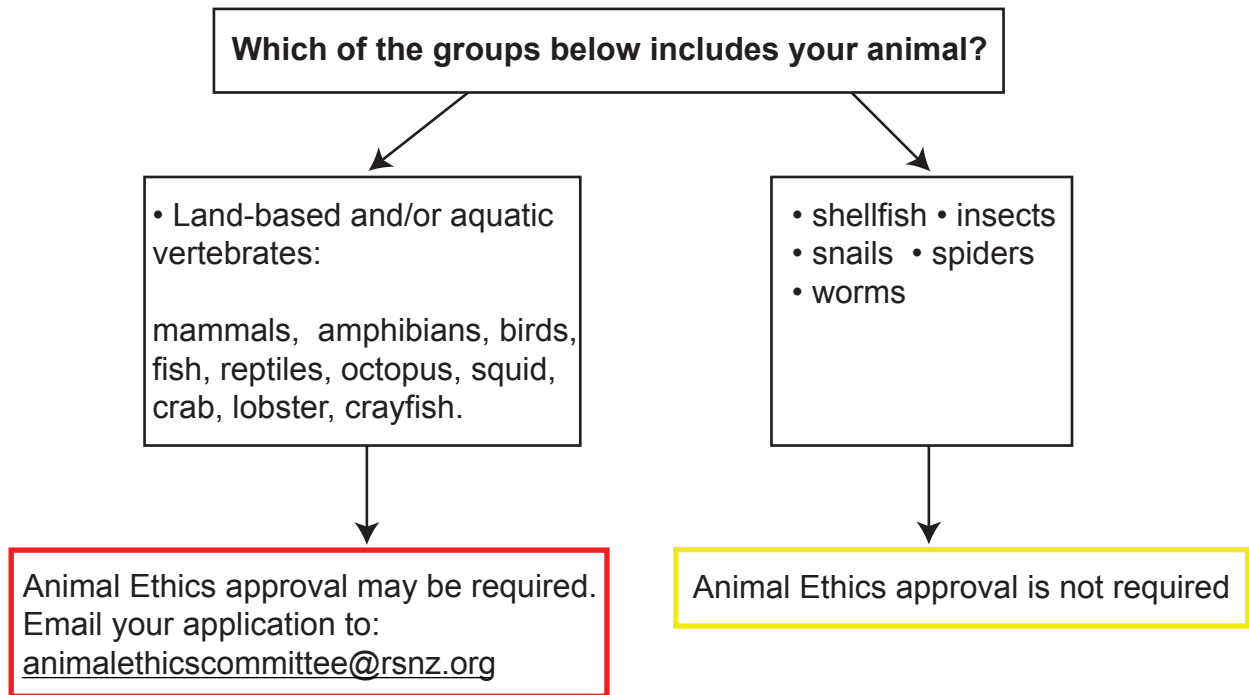 Which of the groups below includes your animal?
• Land-based and/or aquatic
vertebrates:
mammals,  amphibians, birds,
fish, reptiles, octopus, squid,
crab, lobster, crayfish.
• shellfish • insects
• snails  • spiders
• worms
Animal Ethics approval may be required.
Email your application to:
animalethicscommittee@rsnz.org
Animal Ethics approval is not required